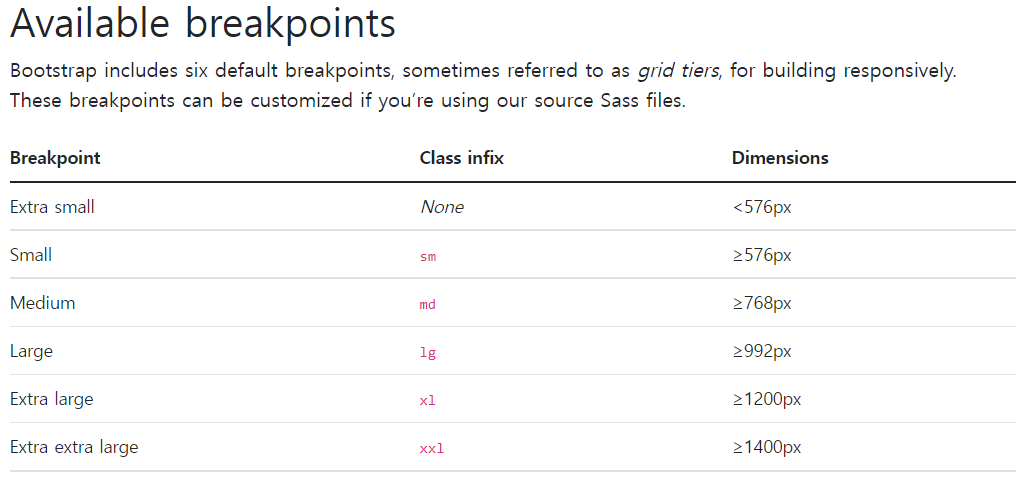 Available breakpoints
Bootstrap includes six default breakpoints, sometimes referred to as grid tiers, for building responsively.
These breakpoints can be customized if you’re using our source Sass files.
Breakpoint Class infix Dimensions
Extra small None <576px
Small sm ≥576px
Medium md ≥768px
Large lg ≥992px
Extra large xl ≥1200px
Extra extra large xxl ≥1400px